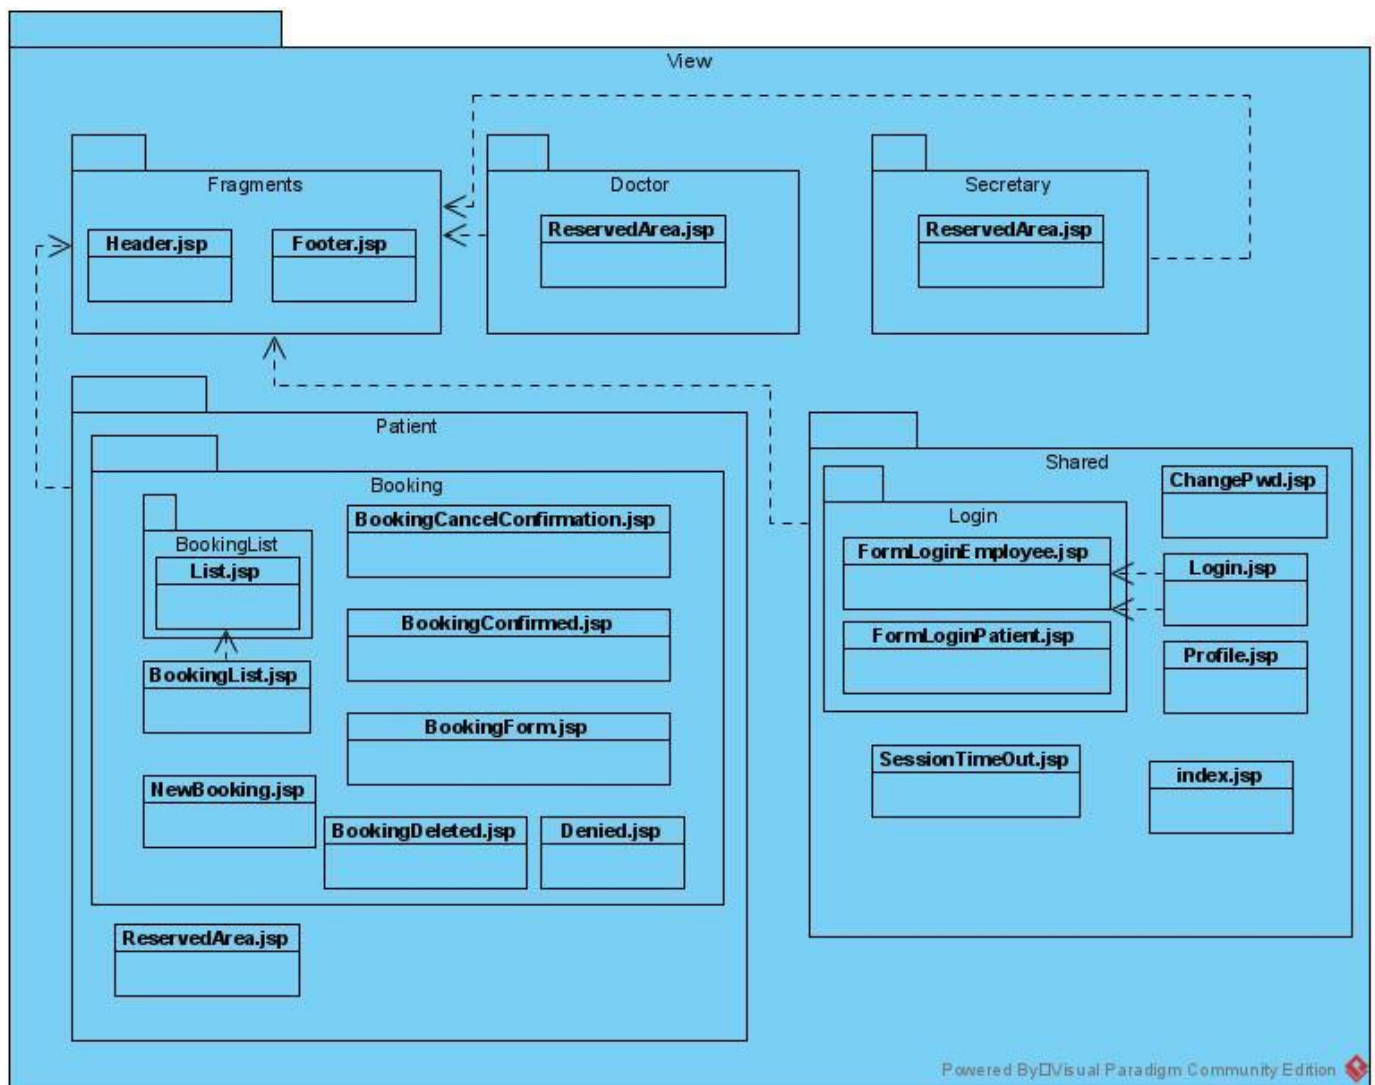 View
Fragments
Header.jsp
Footer.jsp
Doctor
ReservedArea.jsp
Secretary
ReservedArea.jsp
Patient
Booking
BookingList
List.jsp
BookingList.jsp
NewBooking.jsp
BookingCancelConfirmation.jsp
BookingConfirmed.jsp
BookingForm.jsp
BookingDeleted.jsp
Denied.jsp
ReservedArea.jsp
Shared
Login
FormLoginEmployee.jsp
FormLoginPatient.jsp
ChangePwd.jsp
Login.jsp
Profile.jsp
SessionTimeOut.jsp
index.jsp
Powered By□Visual Paradigm Community Edition